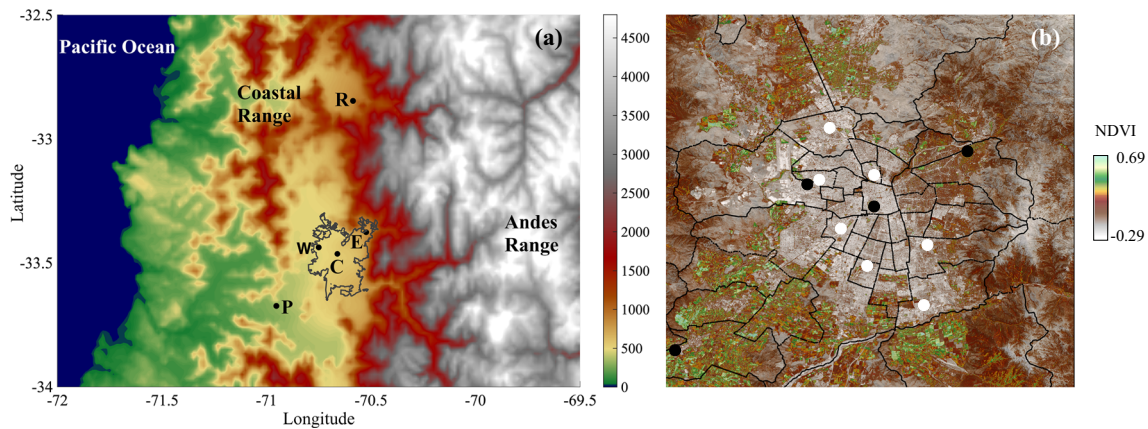 -32.5
-33
-33.5
-34
Latitude
-72
-71.5
-71
-70.5
-70
-69.5
Longitude
Pacific Ocean
(a)
Coastal
Range
R
Andes
Range
W
E
C
P
4500
4000
3500
3000
2500
2000
1500
1000
500
0
(b)
NDVI
0.69
-0.29